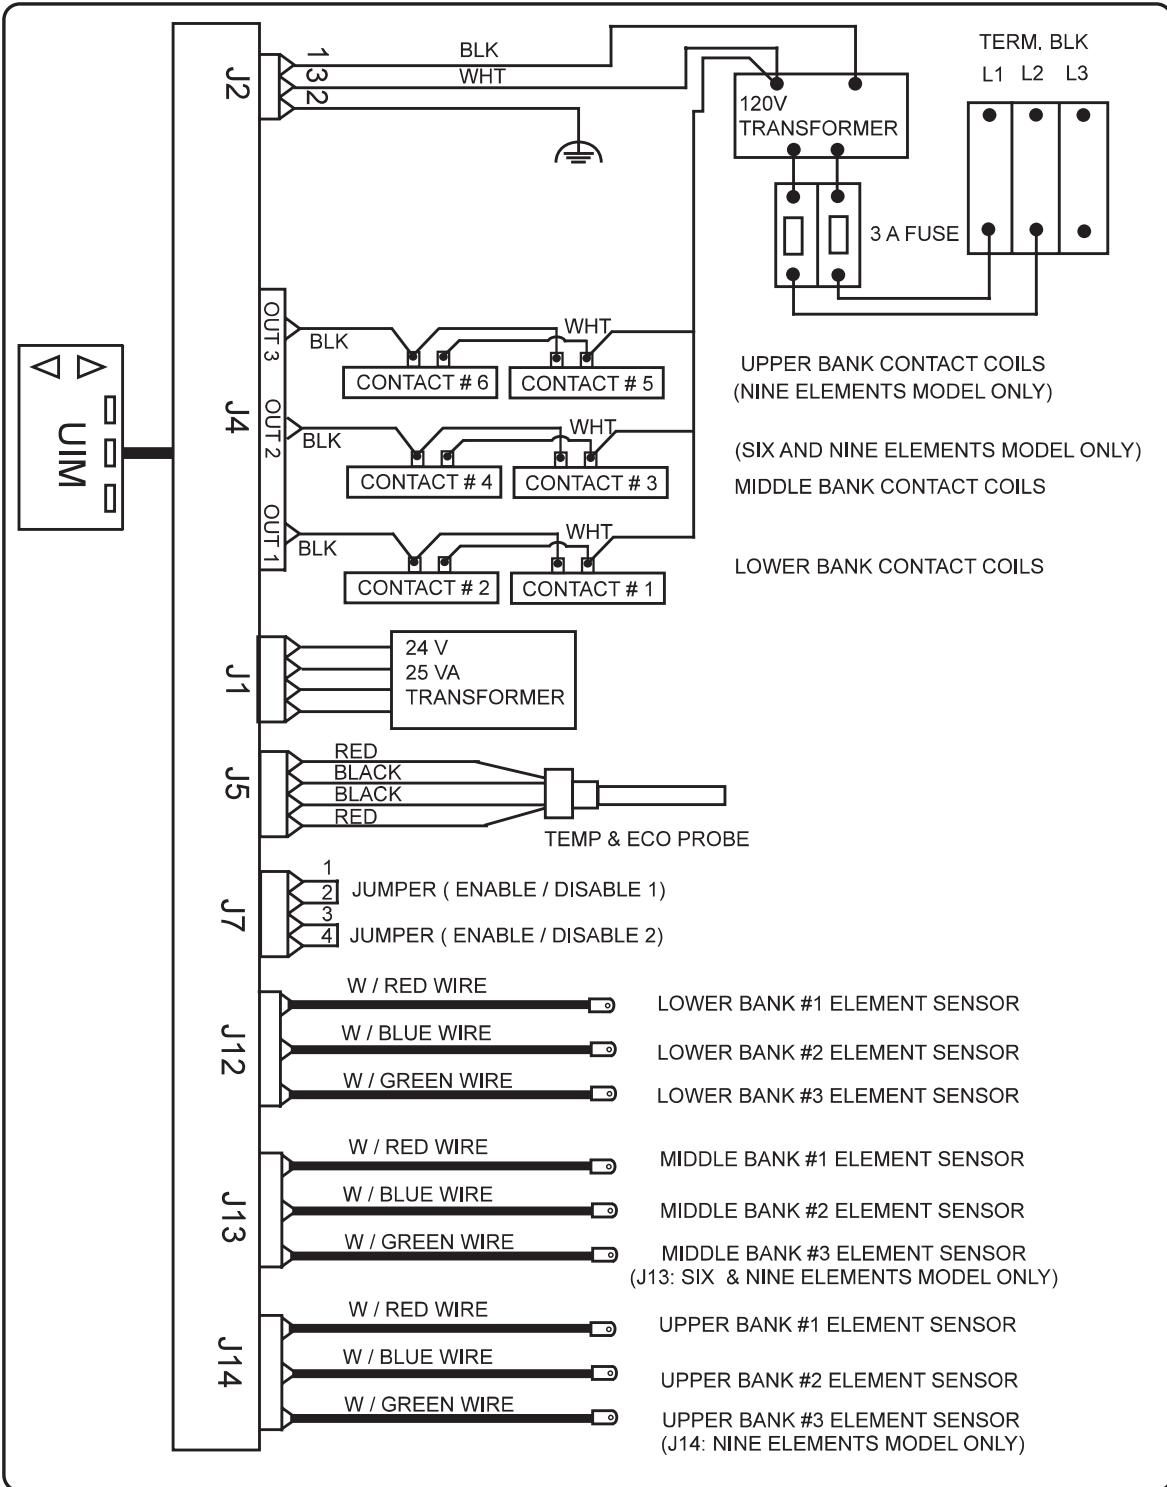 J2
1
3
2
BLK
WHT
120V
TRANSFORMER
TERM. BLK
L1 L2 L3
3 A FUSE
UIM
J4
OUT 3
BLK
WHT
CONTACT # 6
CONTACT # 5
UPPER BANK CONTACT COILS
(NINE ELEMENTS MODEL ONLY)
OUT 2
BLK
WHT
CONTACT # 4
CONTACT # 3
(SIX AND NINE ELEMENTS MODEL ONLY)
MIDDLE BANK CONTACT COILS
OUT 1
BLK
WHT
CONTACT # 2
CONTACT # 1
LOWER BANK CONTACT COILS
J1
24 V
25 VA
TRANSFORMER
J5
RED
BLACK
BLACK
RED
TEMP & ECO PROBE
J7
1
2
JUMPER ( ENABLE / DISABLE 1)
3
4
JUMPER ( ENABLE / DISABLE 2)
J12
W / RED WIRE
LOWER BANK #1 ELEMENT SENSOR
W / BLUE WIRE
LOWER BANK #2 ELEMENT SENSOR
W / GREEN WIRE
LOWER BANK #3 ELEMENT SENSOR
J13
W / RED WIRE
MIDDLE BANK #1 ELEMENT SENSOR
W / BLUE WIRE
MIDDLE BANK #2 ELEMENT SENSOR
W / GREEN WIRE
MIDDLE BANK #3 ELEMENT SENSOR
(J13: SIX & NINE ELEMENTS MODEL ONLY)
J14
W / RED WIRE
UPPER BANK #1 ELEMENT SENSOR
W / BLUE WIRE
UPPER BANK #2 ELEMENT SENSOR
W / GREEN WIRE
UPPER BANK #3 ELEMENT SENSOR
(J14: NINE ELEMENTS MODEL ONLY)